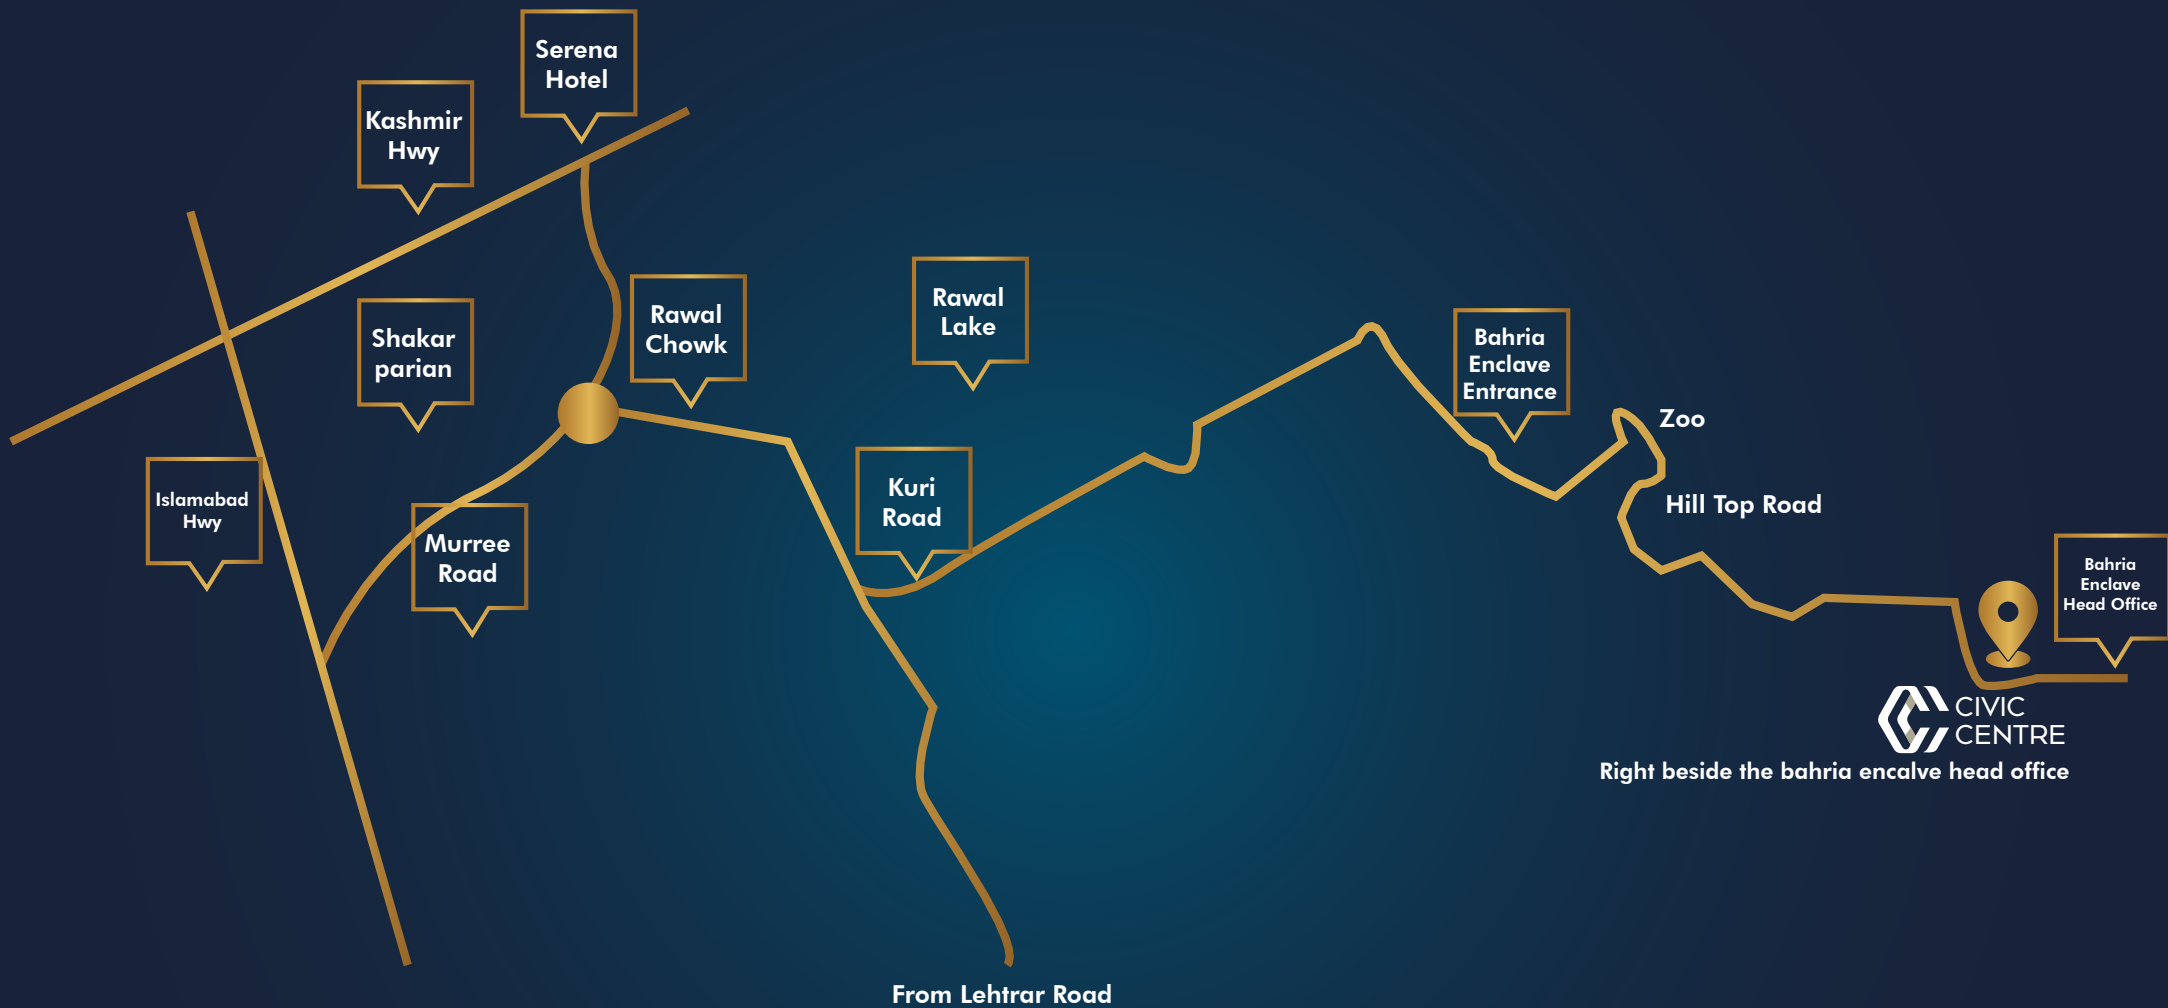 Serena
Hotel
Kashmir
Hwy
Rawal
Chowk
Rawal
Lake
Shakar
parian
Bahria
Enclave
Entrance
Zoo
Islamabad
Hwy
Murree
Road
Kuri
Road
Hill Top Road
Bahria
Enclave
Head Office
CIVIC
CENTRE
Right beside the bahria encalve head office
From Lehtrar Road